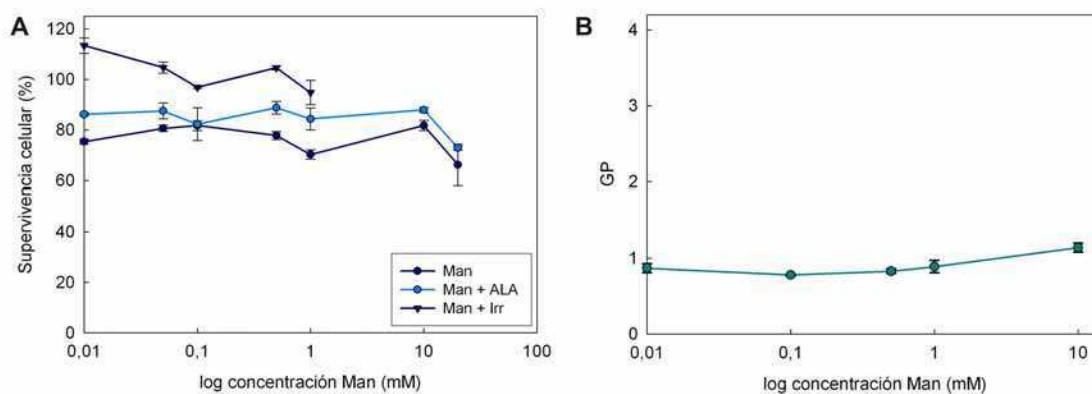 A
Supervivencia celular (%)
120
100
80
60
40
20
0
0,01
0,1
1
10
100
log concentración Man (mM)
Man
Man + ALA
Man + Irr
B
GP
4
3
2
1
0
0,01
0,1
1
10
log concentración Man (mM)